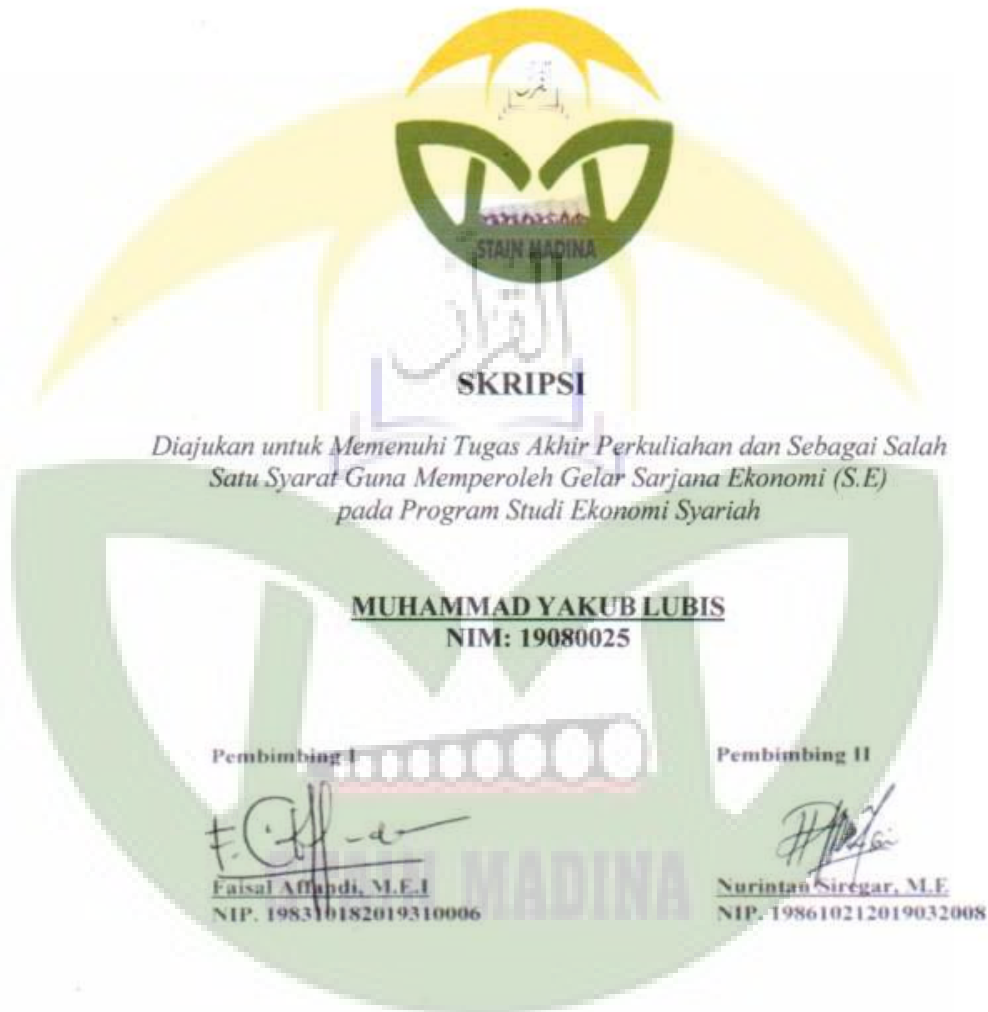 STAIN MADINA
القرآن
SKRIPSI
Diajukan untuk Memenuhi Tugas Akhir Perkuliahan dan Sebagai Salah
Satu Syarat Guna Memperoleh Gelar Sarjana Ekonomi (S.E)
pada Program Studi Ekonomi Syariah
MUHAMMAD YAKUB LUBIS
NIM: 19080025
Pembimbing I
Pembimbing II
Faisal Affandi, M.E.I
NIP. 198310182019310006
Nurintan Siregar, M.E
NIP. 198610212019032008
STAIN MADINA